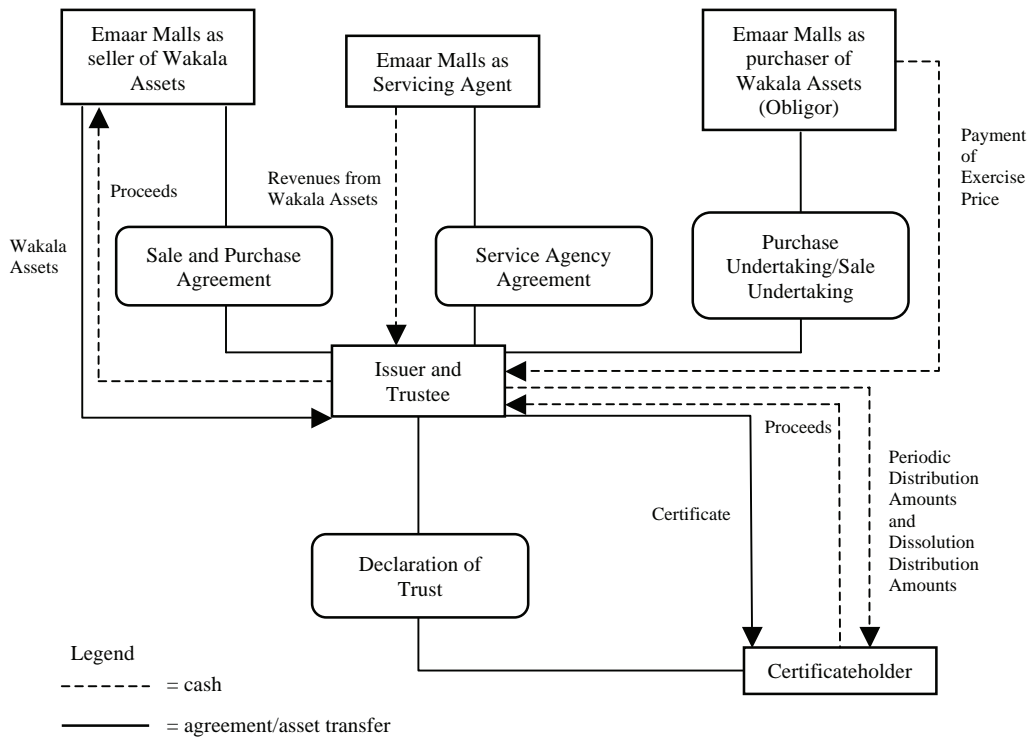 Emaar Malls as
seller of Wakala
Assets
Emaar Malls as
Servicing Agent
Emaar Malls as
purchaser of
Wakala Assets
(Obligor)
Payment
of
Exercise
Price
Proceeds
Revenues from
Wakala Assets
Wakala
Assets
Sale and Purchase
Agreement
Service Agency
Agreement
Purchase
Undertaking/Sale
Undertaking
Issuer and
Trustee
Proceeds
Periodic
Distribution
Amounts
and
Dissolution
Distribution
Amounts
Certificate
Declaration of
Trust
Certificateholder
Legend
= cash
= agreement/asset transfer